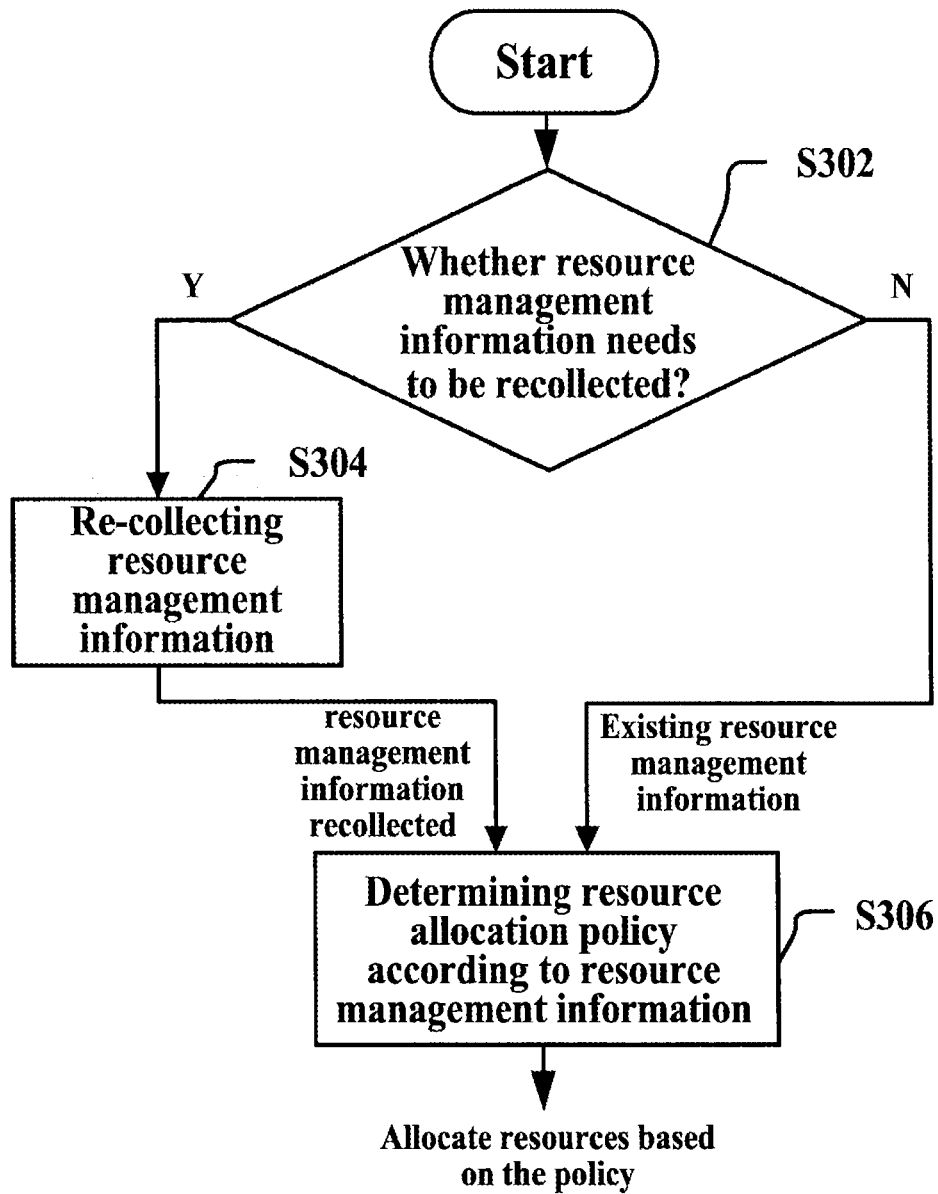 Start
S302
Whether resource
management
information needs
to be recollected?
Y
N
S304
Re-collecting
resource
management
information
resource
management
information
recollected
Existing resource
management
information
Determining resource
allocation policy
according to resource
management information
S306
Allocate resources based
on the policy